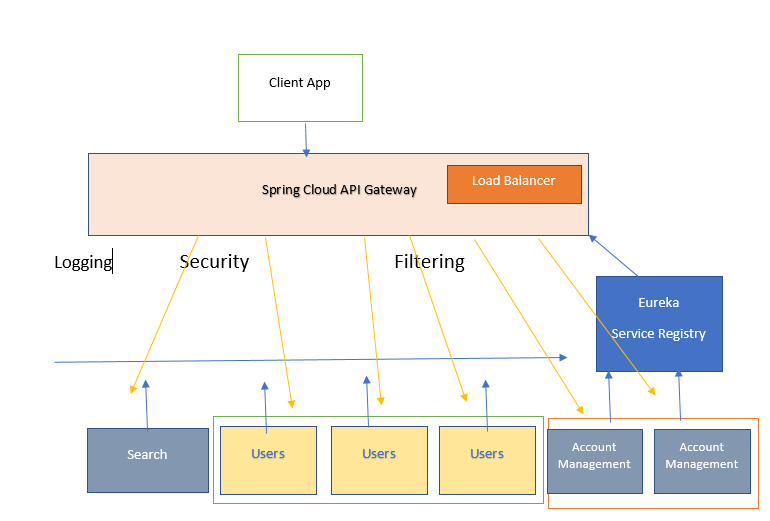 Client App
Spring Cloud API Gateway
Load Balancer
Logging
Security
Filtering
Eureka
Service Registry
Search
Users
Users
Users
Account
Management
Account
Management